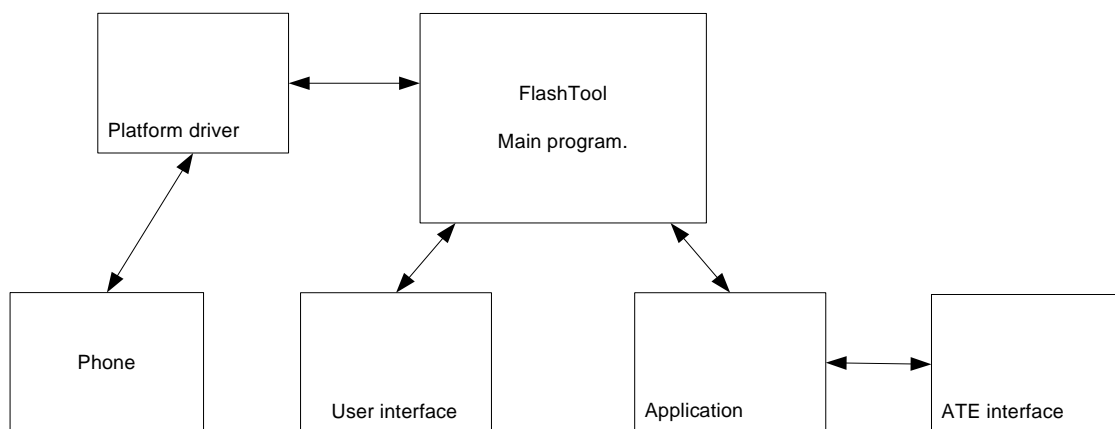 FlashTool
Main program.
Platform driver
Phone
User interface
Application
ATE interface